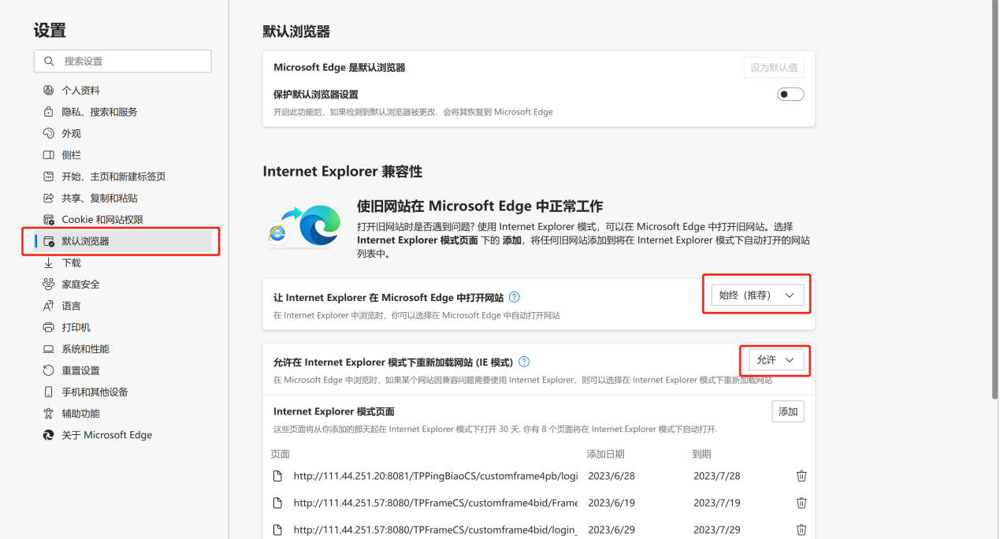 设置
搜索设置
个人资料
隐私、搜索和服务
外观
侧栏
开始、主页和新建标签页
共享、复制和粘贴
Cookie 和网站权限
默认浏览器
下载
家庭安全
语言
打印机
系统和性能
重置设置
手机和其他设备
辅助功能
关于 Microsoft Edge
默认浏览器
Microsoft Edge 是默认浏览器
设为默认值
保护默认浏览器设置
开启此功能后，如果检测到默认浏览器被更改，会将其恢复到 Microsoft Edge
Internet Explorer 兼容性
使旧网站在 Microsoft Edge 中正常工作
打开旧网站时是否遇到问题? 使用 Internet Explorer 模式，可以在 Microsoft Edge 中打开旧网站。选择
Internet Explorer 模式页面 下的 添加，将任何旧网站添加到将在 Internet Explorer 模式下自动打开的网站
列表中。
让 Internet Explorer 在 Microsoft Edge 中打开网站
始终（推荐）
在 Internet Explorer 中浏览时，你可以选择在 Microsoft Edge 中自动打开网站
允许在 Internet Explorer 模式下重新加载网站 (IE 模式)
允许
在 Microsoft Edge 中浏览时，如果某个网站因兼容问题需要使用 Internet Explorer，则可以选择在 Internet Explorer 模式下重新加载网站
Internet Explorer 模式页面
添加
这些页面将从你添加的那天起在 Internet Explorer 模式下打开 30 天. 你有 8 个页面将在 Internet Explorer 模式下自动打开.
页面 添加日期 到期
http://111.44.251.20:8081/TPPingBiaoCS/customframe4pb/logi 2023/6/28 2023/7/28
http://111.44.251.57:8080/TPFrameCS/customframe4bid/Frame 2023/6/19 2023/7/19
http://111.44.251.57:8080/TPFrameCS/customframe4bid/login_ 2023/6/29 2023/7/29